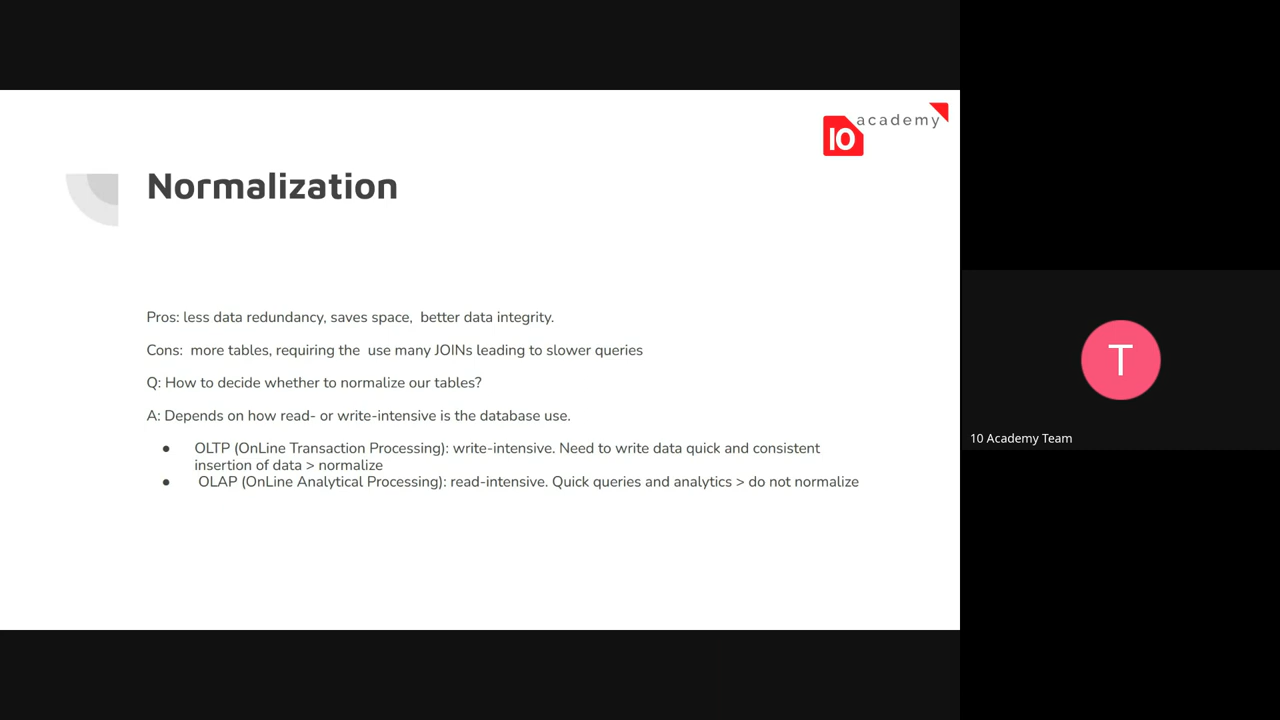 10 academy
Normalization
Pros: less data redundancy, saves space, better data integrity.
Cons: more tables, requiring the use many JOINs leading to slower queries
Q: How to decide whether to normalize our tables?
A: Depends on how read- or write-intensive is the database use.
● OLTP (OnLine Transaction Processing): write-intensive. Need to write data quick and consistent
insertion of data > normalize
● OLAP (OnLine Analytical Processing): read-intensive. Quick queries and analytics > do not normalize
T
10 Academy Team